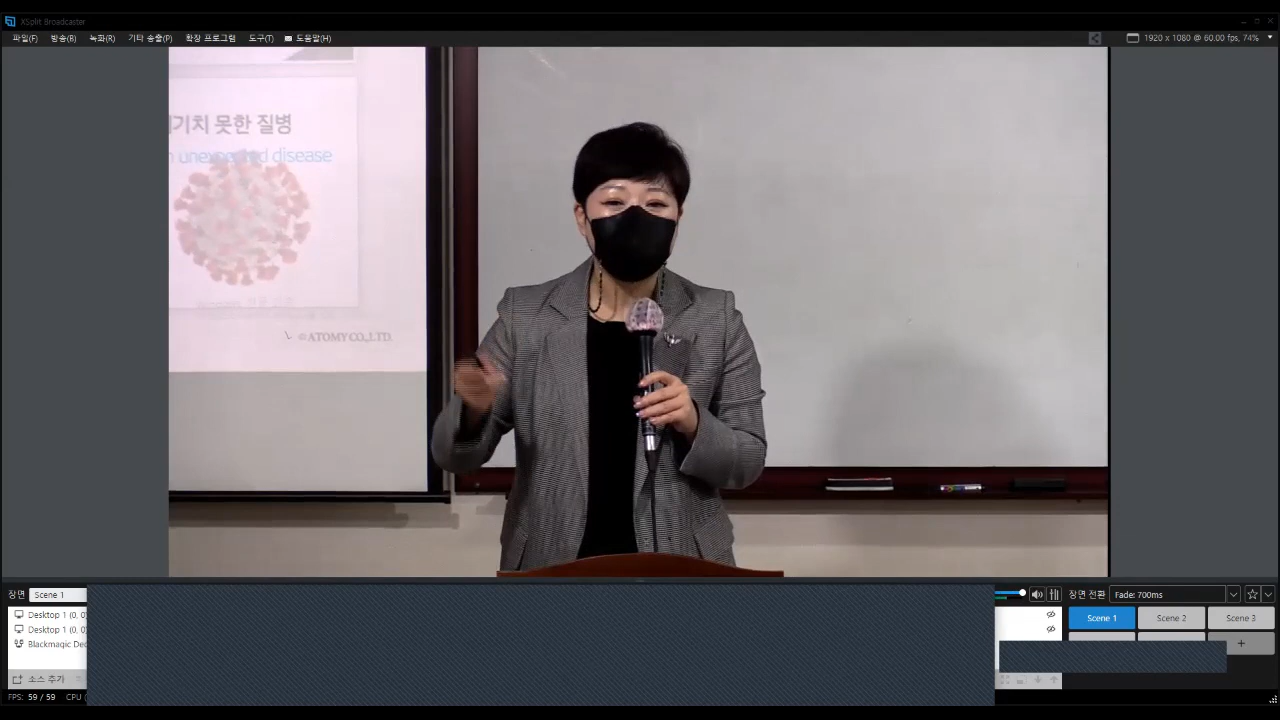 XSplit Broadcaster
파일(F) 방송(B) 녹화(R) 기타 송출(P) 확장 프로그램 도구(T) 도움말(H)
1920 x 1080 @ 60.00 fps, 74%
기치 못한 질병
unexpected disease
©ATOMY CO.,LTD.
장면 Scene 1
장면 전환 Fade: 700ms
Desktop 1 (0, 0)
Desktop 1 (0, 0)
Blackmagic De
Scene 1 Scene 2 Scene 3
소스 추가
FPS: 59 / 59 CPU (